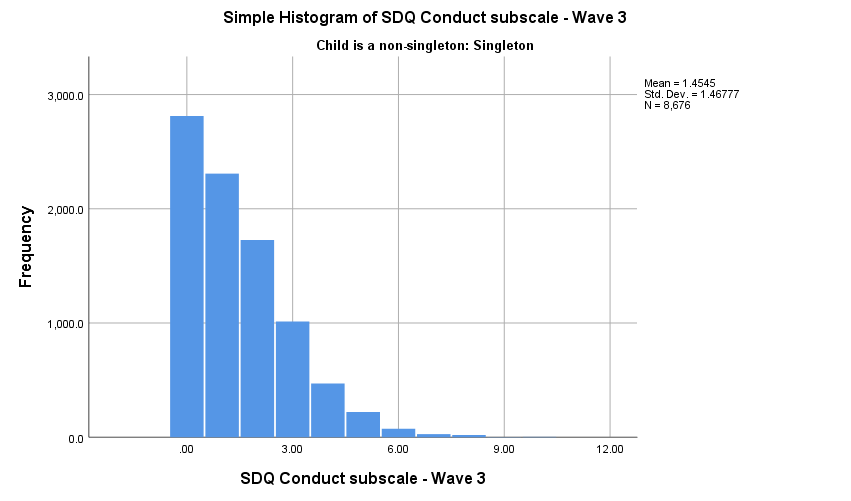 Simple Histogram of SDQ Conduct subscale - Wave 3
Child is a non-singleton: Singleton
Mean = 1.4545
Std. Dev. = 1.46777
N = 8,676
Frequency
3,000.0
2,000.0
1,000.0
0.0
.00 3.00 6.00 9.00 12.00
SDQ Conduct subscale - Wave 3